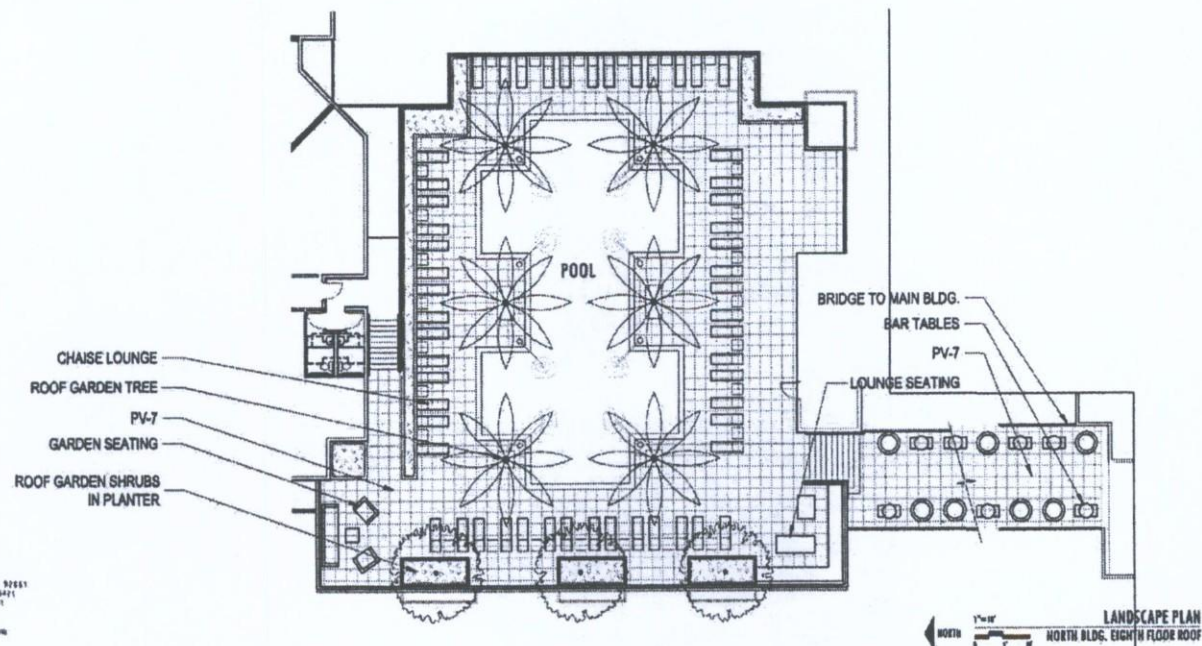 POOL
CHAISE LOUNGE
ROOF GARDEN TREE
PV-7
GARDEN SEATING
ROOF GARDEN SHRUBS
IN PLANTER
BRIDGE TO MAIN BLDG.
BAR TABLES
PV-7
LOUNGE SEATING
NORTH
LANDSCAPE PLAN
NORTH BLDG. EIGHTH FLOOR ROOF